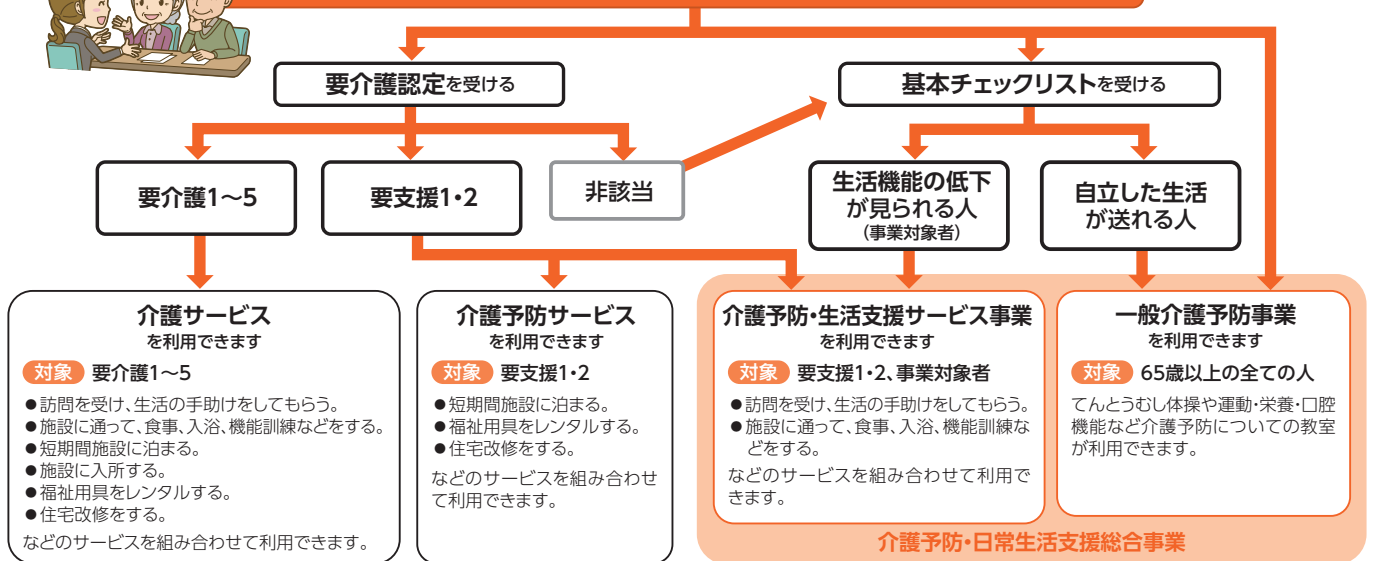 要介護認定を受ける
基本チェックリストを受ける
要介護1～5
要支援1・2
非該当
生活機能の低下
が見られる人
（事業対象者）
自立した生活
が送れる人
介護サービス
を利用できます
対象 要介護1～5
●訪問を受け、生活の手助けをしてもらう。
●施設に通って、食事、入浴、機能訓練などをする。
●短期間施設に泊まる。
●施設に入所する。
●福祉用具をレンタルする。
●住宅改修をする。
などのサービスを組み合わせて利用できます。
介護予防サービス
を利用できます
対象 要支援1・2
●短期間施設に泊まる。
●福祉用具をレンタルする。
●住宅改修をする。
などのサービスを組み合わせ
て利用できます。
介護予防・生活支援サービス事業
を利用できます
対象 要支援1・2、事業対象者
●訪問を受け、生活の手助けをしてもらう。
●施設に通って、食事、入浴、機能訓練な
どをする。
などのサービスを組み合わせて利用で
きます。
一般介護予防事業
を利用できます
対象 65歳以上の全ての人
てんとうむし体操や運動・栄養・口腔
機能など介護予防についての教室
が利用できます。
介護予防・日常生活支援総合事業